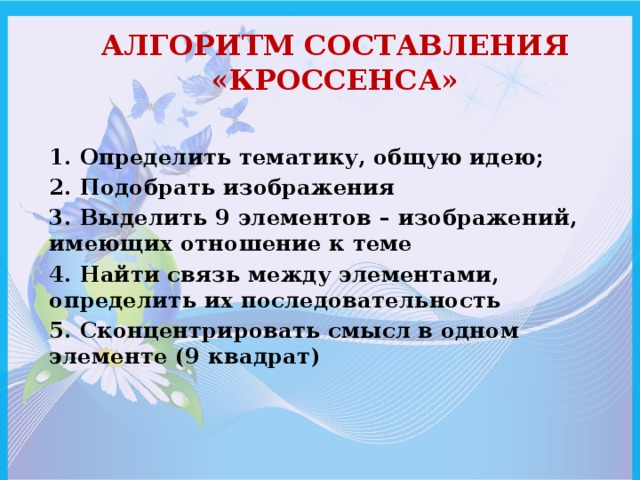 АЛГОРИТМ СОСТАВЛЕНИЯ
«КРОССЕНСА»
1. Определить тематику, общую идею;
2. Подобрать изображения
3. Выделить 9 элементов – изображений,
имеющих отношение к теме
4. Найти связь между элементами,
определить их последовательность
5. Сконцентрировать смысл в одном
элементе (9 квадрат)